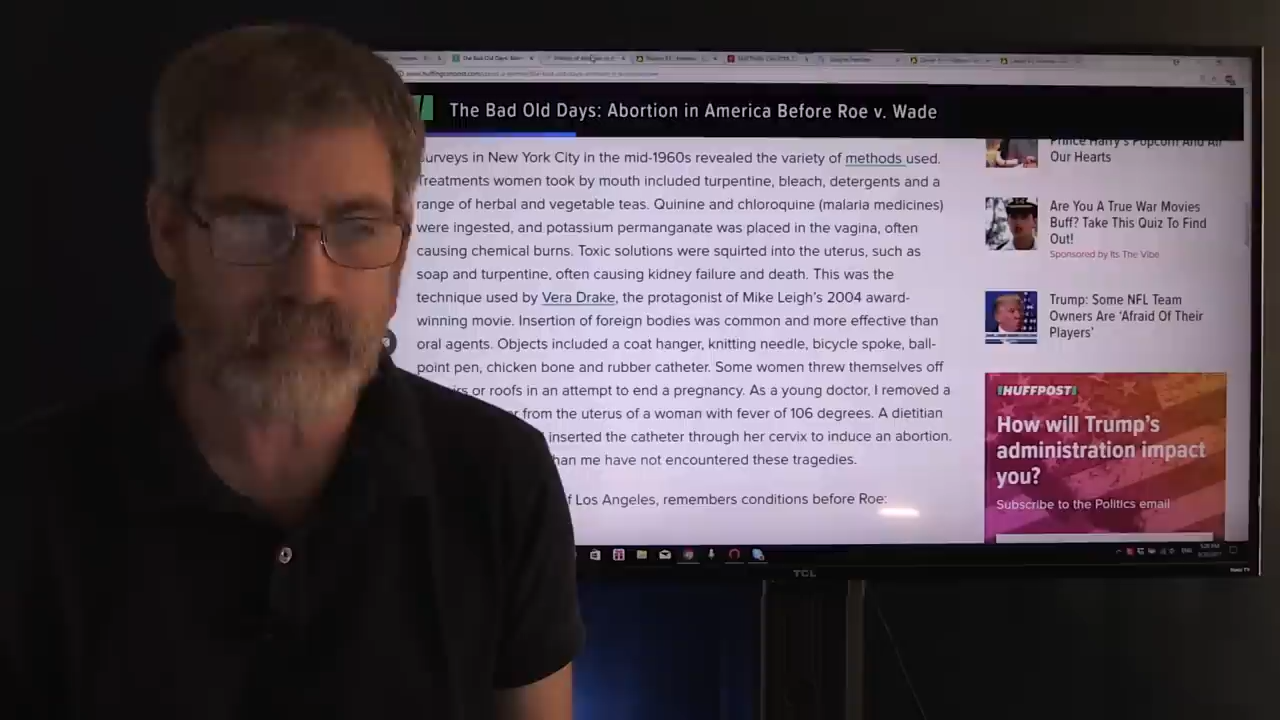 The Bad Old Days: Abortion in America Before Roe v. Wade
urveys in New York City in the mid-1960s revealed the variety of methods used.
Treatments women took by mouth included turpentine, bleach, detergents and a
range of herbal and vegetable teas. Quinine and chloroquine (malaria medicines)
were ingested, and potassium permanganate was placed in the vagina, often
causing chemical burns. Toxic solutions were squirted into the uterus, such as
soap and turpentine, often causing kidney failure and death. This was the
technique used by Vera Drake, the protagonist of Mike Leigh's 2004 award-
winning movie. Insertion of foreign bodies was common and more effective than
oral agents. Objects included a coat hanger, knitting needle, bicycle spoke, ball-
point pen, chicken bone and rubber catheter. Some women threw themselves off
or roofs in an attempt to end a pregnancy. As a young doctor, I removed a
from the uterus of a woman with fever of 106 degrees. A dietitian
inserted the catheter through her cervix to induce an abortion.
han me have not encountered these tragedies.
f Los Angeles, remembers conditions before Roe:
Prince Harry's Popcorn And Air
Our Hearts
Are You A True War Movies
Buff? Take This Quiz To Find
Out!
Sponsored by Its The Vibe
Trump: Some NFL Team
Owners Are 'Afraid Of Their
Players'
HUFFPOST
How will Trump's
administration impact
you?
Subscribe to the Politics email
ENG
TCL
Roku TV